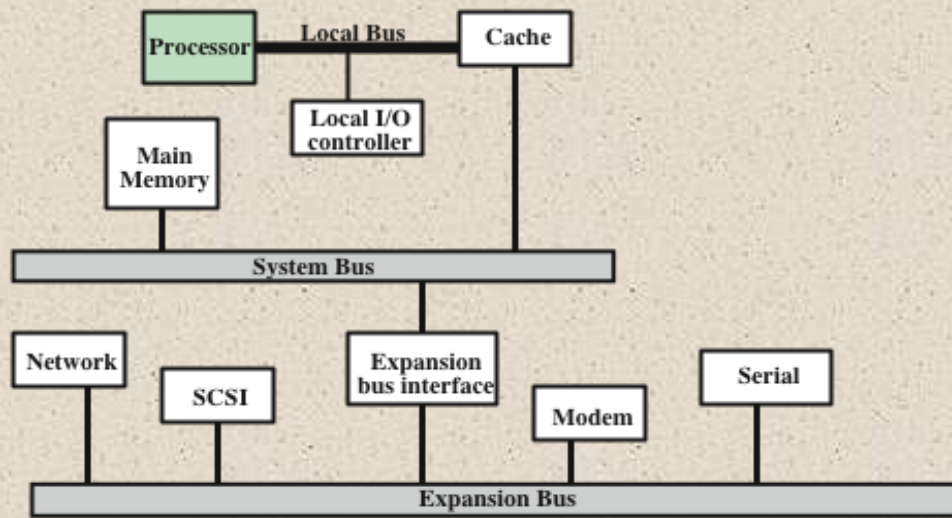 Processor
Local Bus
Cache
Local I/O
controller
Main
Memory
System Bus
Network
SCSI
Expansion
bus interface
Modem
Serial
Expansion Bus